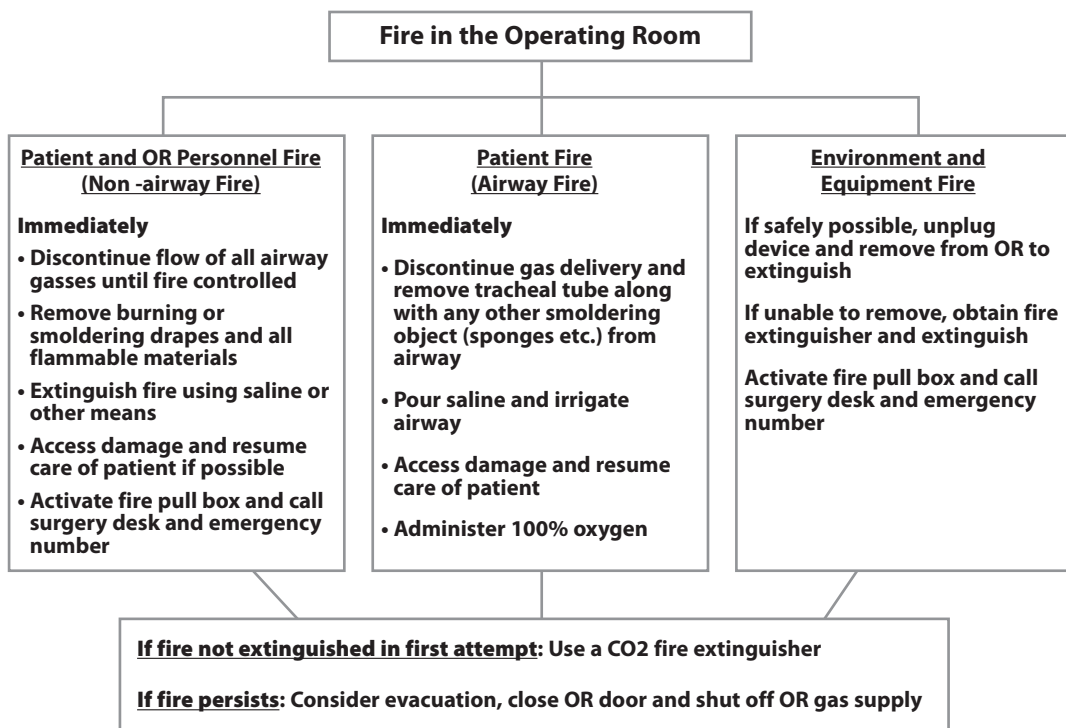 Fire in the Operating Room
Patient and OR Personnel Fire
(Non -airway Fire)
Immediately
• Discontinue flow of all airway
gasses until fire controlled
• Remove burning or
smoldering drapes and all
flammable materials
• Extinguish fire using saline or
other means
• Access damage and resume
care of patient if possible
• Activate fire pull box and call
surgery desk and emergency
number
Patient Fire
(Airway Fire)
Immediately
• Discontinue gas delivery and
remove tracheal tube along
with any other smoldering
object (sponges etc.) from
airway
• Pour saline and irrigate
airway
• Access damage and resume
care of patient
• Administer 100% oxygen
Environment and
Equipment Fire
If safely possible, unplug
device and remove from OR to
extinguish
If unable to remove, obtain fire
extinguisher and extinguish
Activate fire pull box and call
surgery desk and emergency
number
If fire not extinguished in first attempt: Use a CO2 fire extinguisher
If fire persists: Consider evacuation, close OR door and shut off OR gas supply